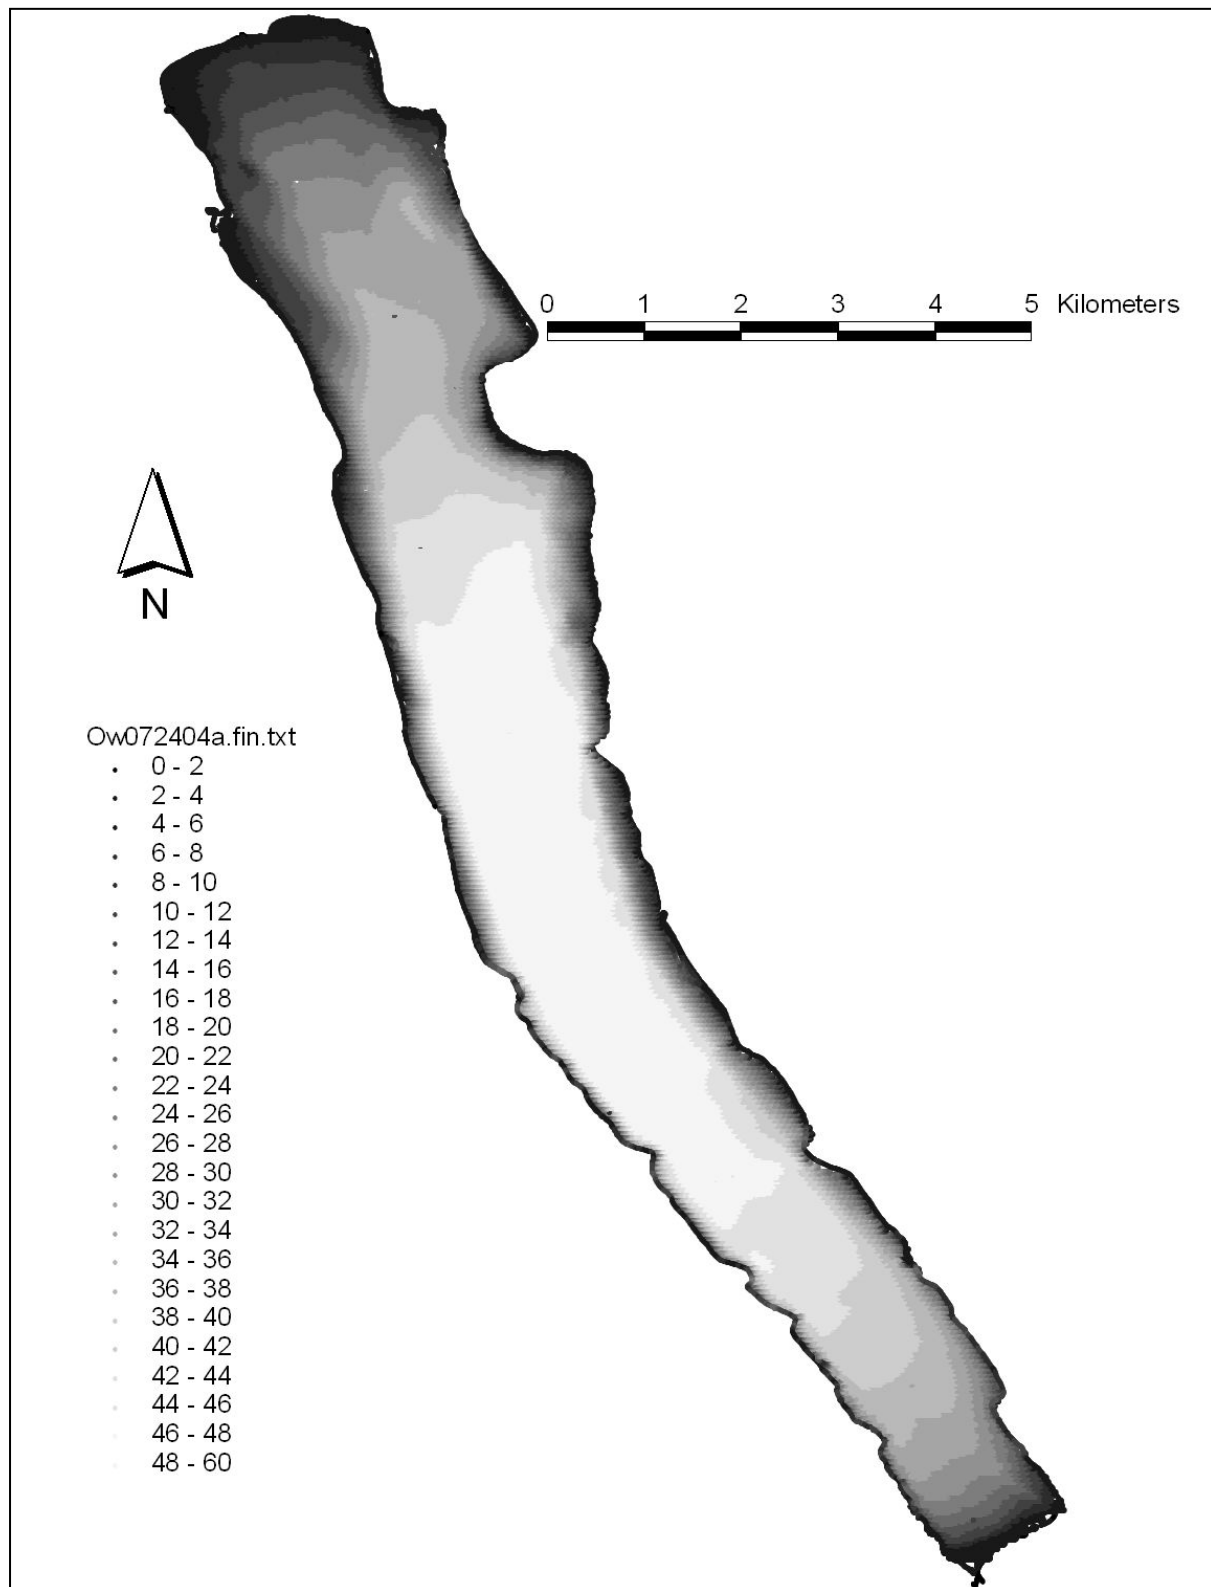 0 1 2 3 4 5 Kilometers
N
Ow072404a.fin.txt
0 - 2
2 - 4
4 - 6
6 - 8
8 - 10
10 - 12
12 - 14
14 - 16
16 - 18
18 - 20
20 - 22
22 - 24
24 - 26
26 - 28
28 - 30
30 - 32
32 - 34
34 - 36
36 - 38
38 - 40
40 - 42
42 - 44
44 - 46
46 - 48
48 - 60